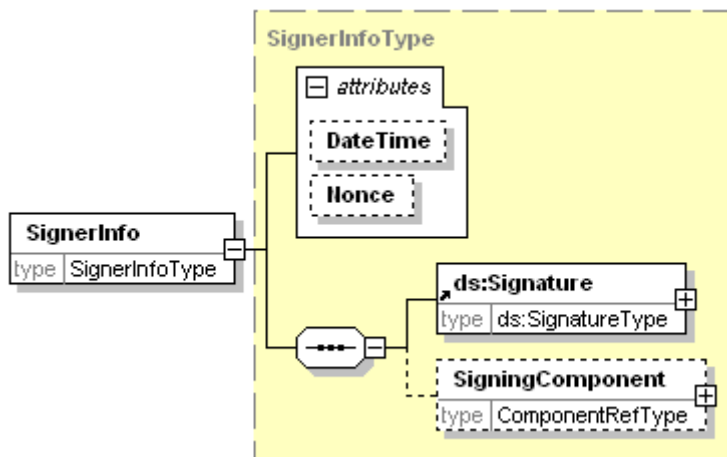 SignerInfoType
attributes
DateTime
Nonce
SignerInfo
type SignerInfoType
ds:Signature
type ds:SignatureType
SigningComponent
type ComponentRefType